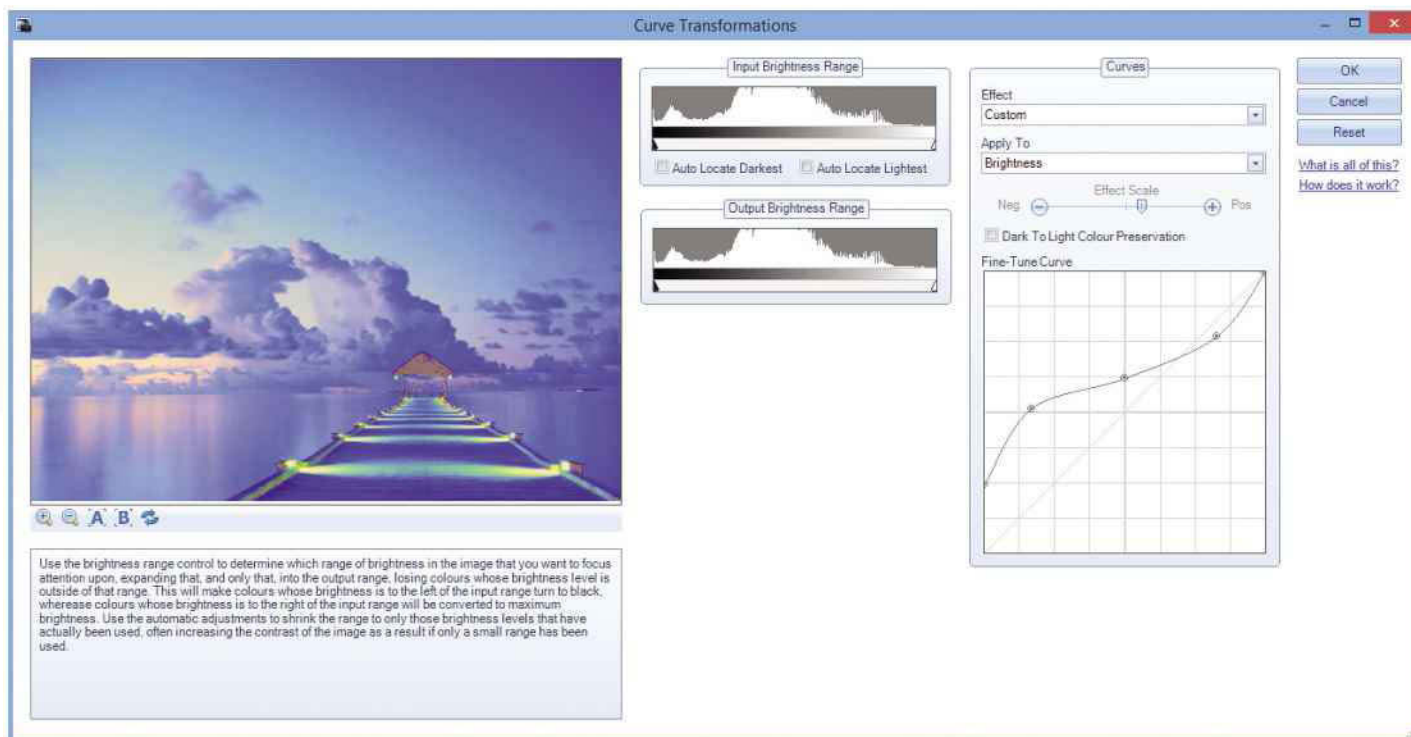 Curve Transformations
Input Brightness Range
Auto Locate Darkest
Auto Locate Lightest
Output Brightness Range
Curves
Effect
Custom
Apply To
Brightness
Effect Scale
Neg
Pos
Dark To Light Colour Preservation
Fine-Tune Curve
OK
Cancel
Reset
What is all of this?
How does it work?
A
B
Use the brightness range control to determine which range of brightness in the image that you want to focus
attention upon, expanding that, and only that, into the output range, losing colours whose brightness level is
outside of that range. This will make colours whose brightness is to the left of the input range turn to black,
wherease colours whose brightness is to the right of the input range will be converted to maximum
brightness. Use the automatic adjustments to shrink the range to only those brightness levels that have
actually been used, often increasing the contrast of the image as a result if only a small range has been
used.